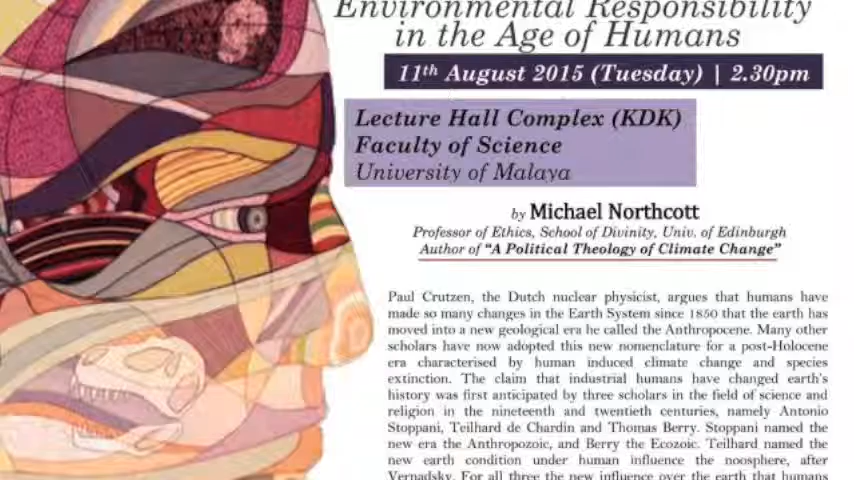 Environmental Responsibility
in the Age of Humans
11th August 2015 (Tuesday) | 2.30pm
Lecture Hall Complex (KDK)
Faculty of Science
University of Malaya
by Michael Northcott
Professor of Ethics, School of Divinity, Univ. of Edinburgh
Author of “A Political Theology of Climate Change”
Paul Crutzen, the Dutch nuclear physicist, argues that humans have
made so many changes in the Earth System since 1850 that the earth has
moved into a new geological era he called the Anthropocene. Many other
scholars have now adopted this new nomenclature for a post-Holocene
era characterised by human induced climate change and species
extinction. The claim that industrial humans have changed earth's
history was first anticipated by three scholars in the field of science and
religion in the nineteenth and twentieth centuries, namely Antonio
Stoppani, Teilhard de Chardin and Thomas Berry. Stoppani named the
new era the Anthropozoic, and Berry the Ecozoic. Teilhard named the
new earth condition under human influence the noosphere, after
Vernadsky. For all three the new influence over the earth that humans